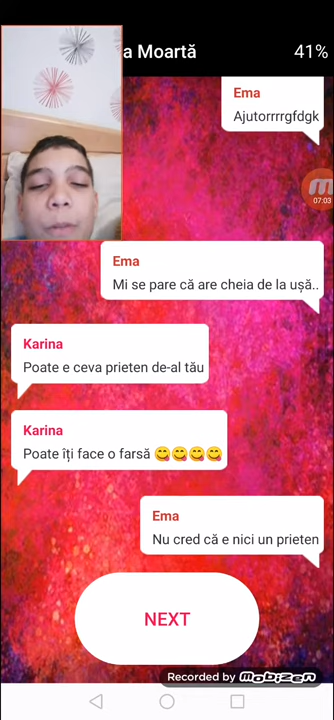 a Moartă
41%
Ema
Ajutorrrrgfdgk
07:03
Ema
Mi se pare că are cheia de la ușă..
Karina
Poate e ceva prieten de-al tău
Karina
Poate îți face o farsă 😋😋😋😋
Ema
Nu cred că e nici un prieten
NEXT
Recorded by mobizen